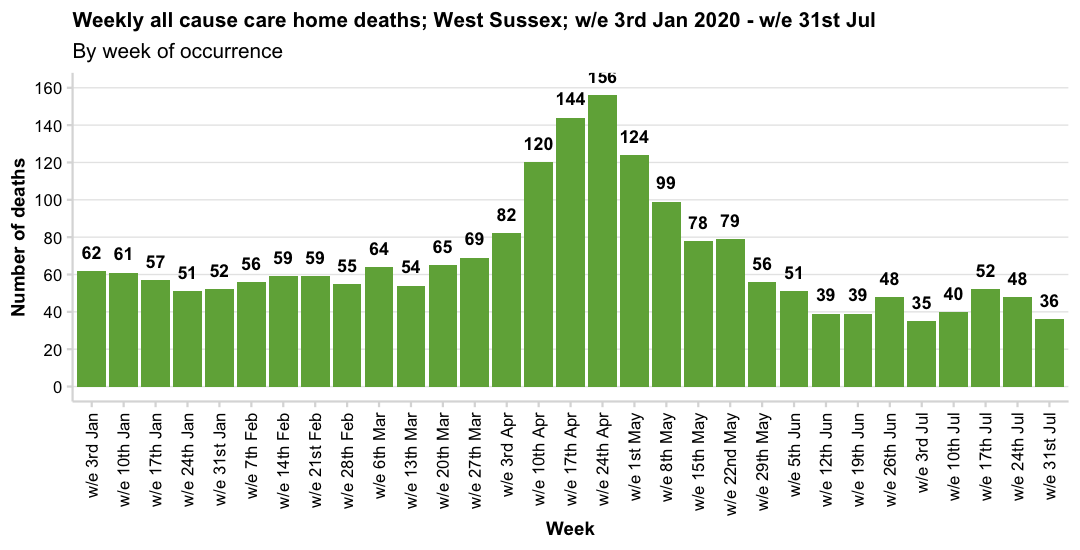 Weekly all cause care home deaths; West Sussex; w/e 3rd Jan 2020 - w/e 31st Jul
By week of occurrence
Number of deaths
160
140
120
100
80
60
40
20
0
62
61
57
51
52
56
59
59
55
64
54
65
69
82
120
144
156
124
99
78
79
56
51
39
39
48
35
40
52
48
36
w/e 3rd Jan
w/e 10th Jan
w/e 17th Jan
w/e 24th Jan
w/e 31st Jan
w/e 7th Feb
w/e 14th Feb
w/e 21st Feb
w/e 28th Feb
w/e 6th Mar
w/e 13th Mar
w/e 20th Mar
w/e 27th Mar
w/e 3rd Apr
w/e 10th Apr
w/e 17th Apr
w/e 24th Apr
w/e 1st May
w/e 8th May
w/e 15th May
w/e 22nd May
w/e 29th May
w/e 5th Jun
w/e 12th Jun
w/e 19th Jun
w/e 26th Jun
w/e 3rd Jul
w/e 10th Jul
w/e 17th Jul
w/e 24th Jul
w/e 31st Jul
Week